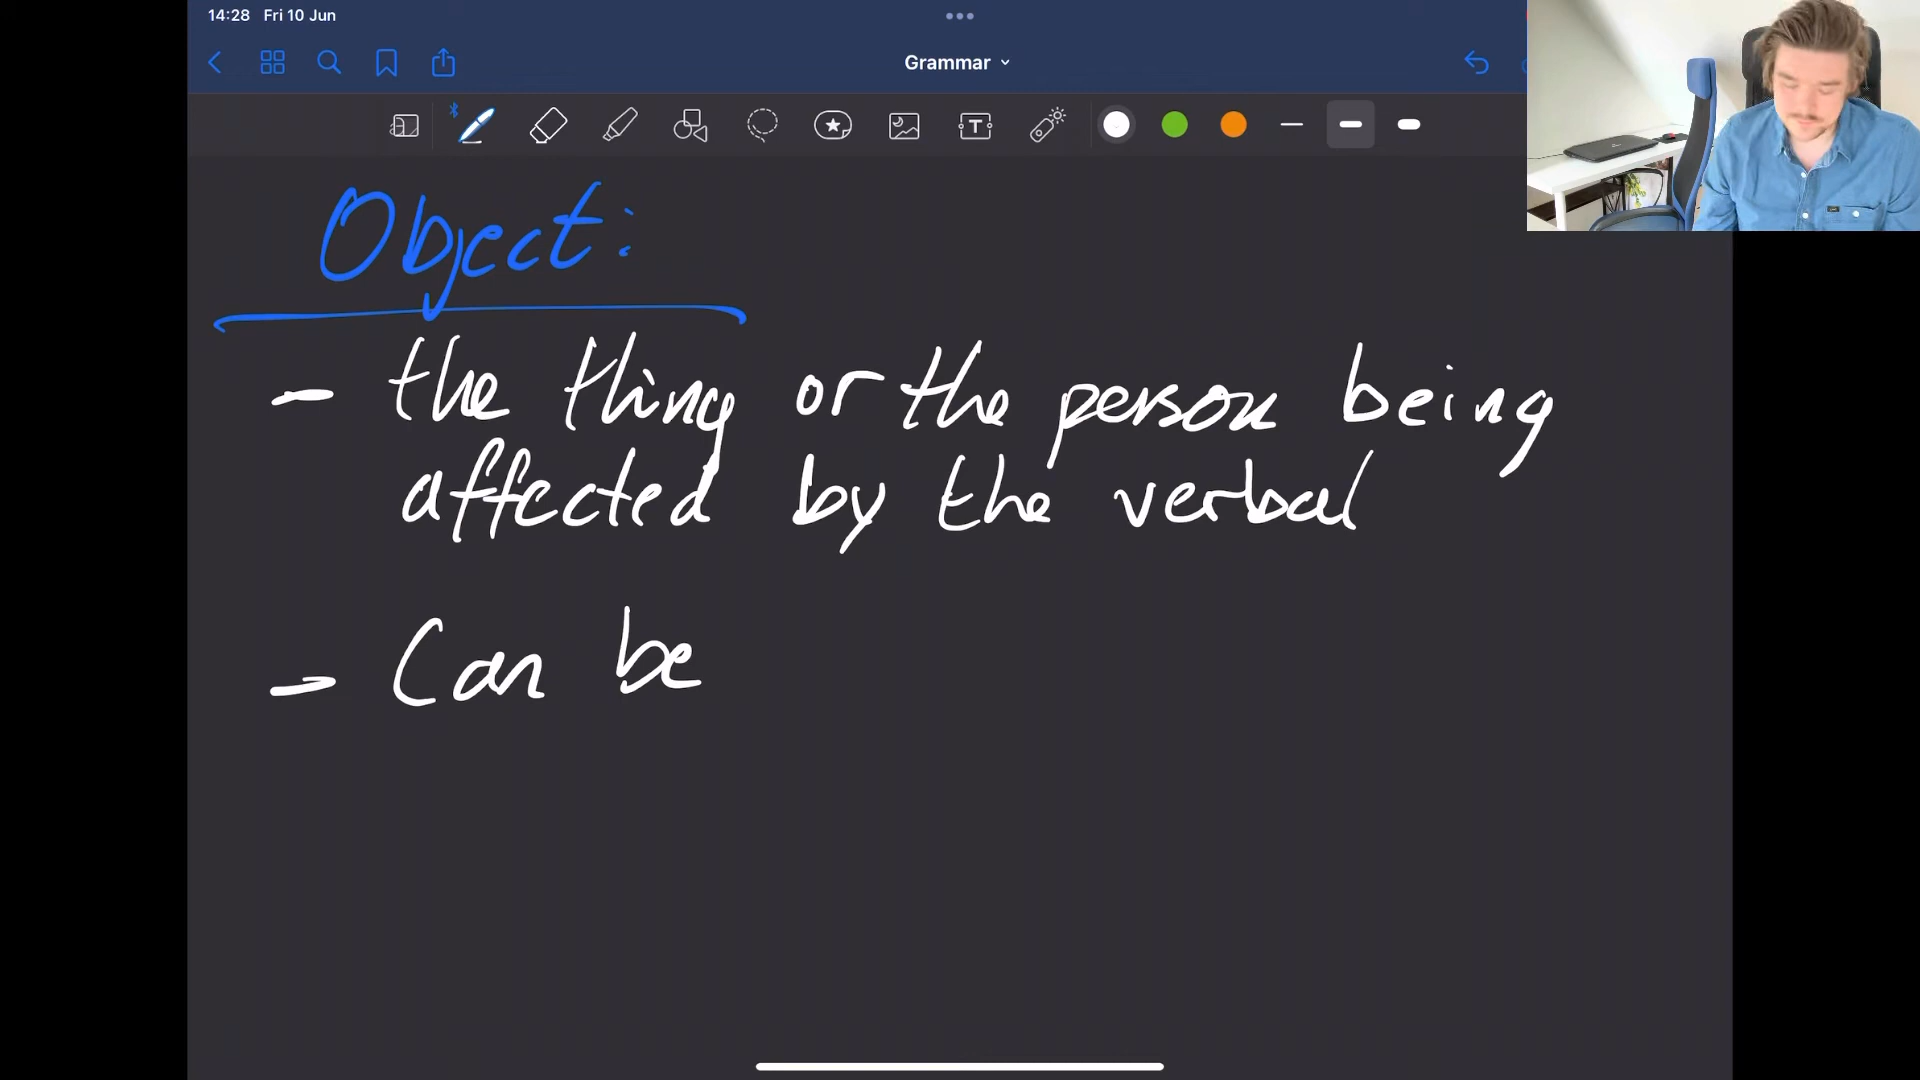 14:28 Fri 10 Jun
Grammar
Object:
- the thing or the person being
affected by the verbal
- Can be